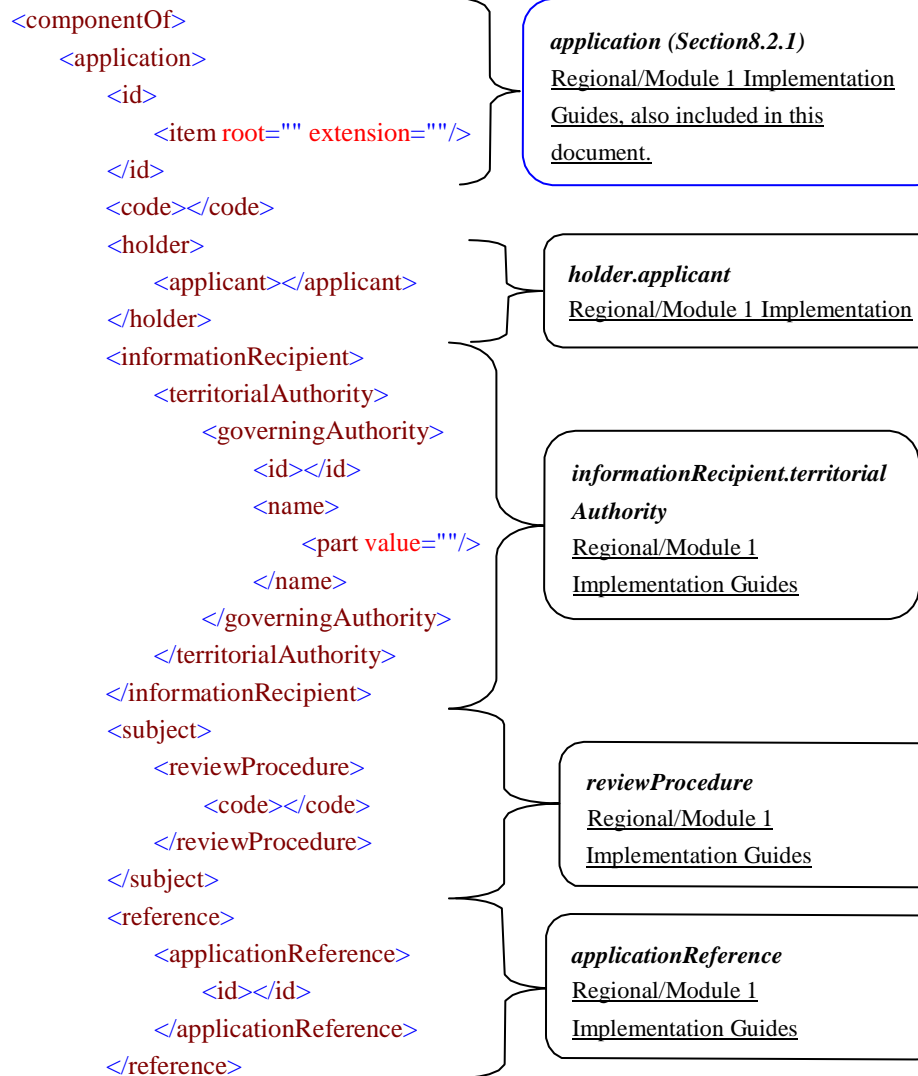 <componentOf>
<application>
<id>
<item root="" extension=""/>
</id>
<code></code>
<holder>
<applicant></applicant>
</holder>
<informationRecipient>
<territorialAuthority>
<governingAuthority>
<id></id>
<name>
<part value=""/>
</name>
</governingAuthority>
</territorialAuthority>
</informationRecipient>
<subject>
<reviewProcedure>
<code></code>
</reviewProcedure>
</subject>
<reference>
<applicationReference>
<id></id>
</applicationReference>
</reference>
application (Section8.2.1)
Regional/Module 1 Implementation
Guides, also included in this
document.
holder.applicant
Regional/Module 1 Implementation
informationRecipient.territorial
Authority
Regional/Module 1
Implementation Guides
reviewProcedure
Regional/Module 1
Implementation Guides
applicationReference
Regional/Module 1
Implementation Guides